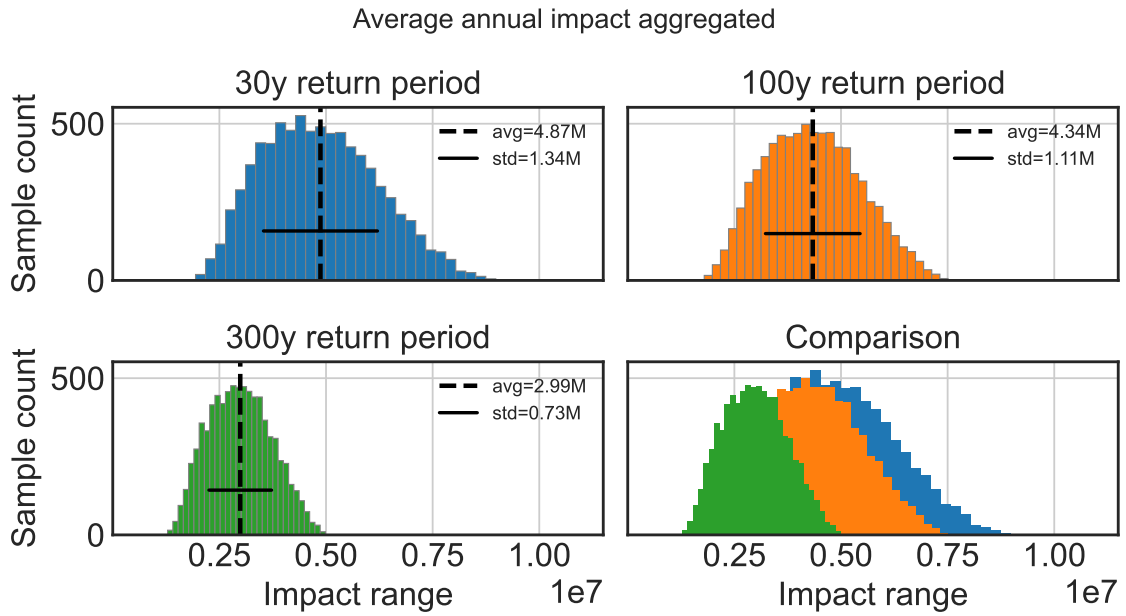 Average annual impact aggregated
30y return period
100y return period
Sample count
500
0
avg=4.87M
std=1.34M
avg=4.34M
std=1.11M
300y return period
Comparison
Sample count
500
0
avg=2.99M
std=0.73M
0.25 0.50 0.75 1.00
Impact range
1e7
0.25 0.50 0.75 1.00
Impact range
1e7